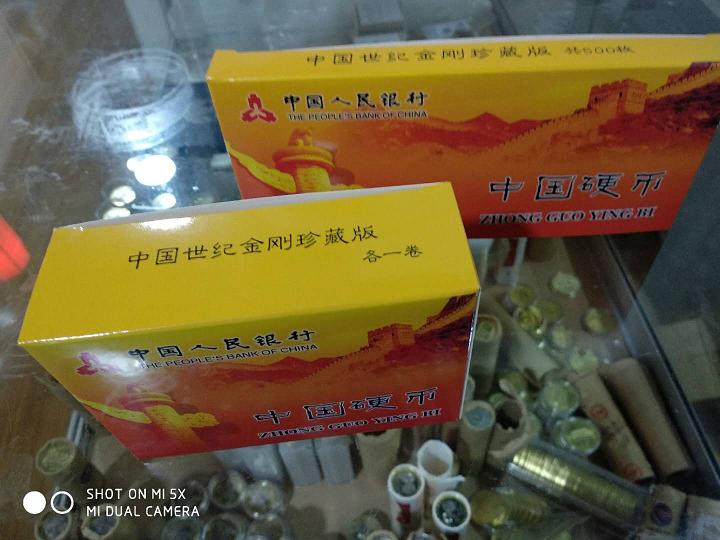 中国世纪金刚珍藏版 共500枚
中国人民银行
THE PEOPLE'S BANK OF CHINA
中国硬币
ZHONG GUO YING BI
中国世纪金刚珍藏版
各一卷
中国人民银行
THE PEOPLE'S BANK OF CHINA
中国硬币
ZHONG GUO YING BI
SHOT ON MI 5X
MI DUAL CAMERA